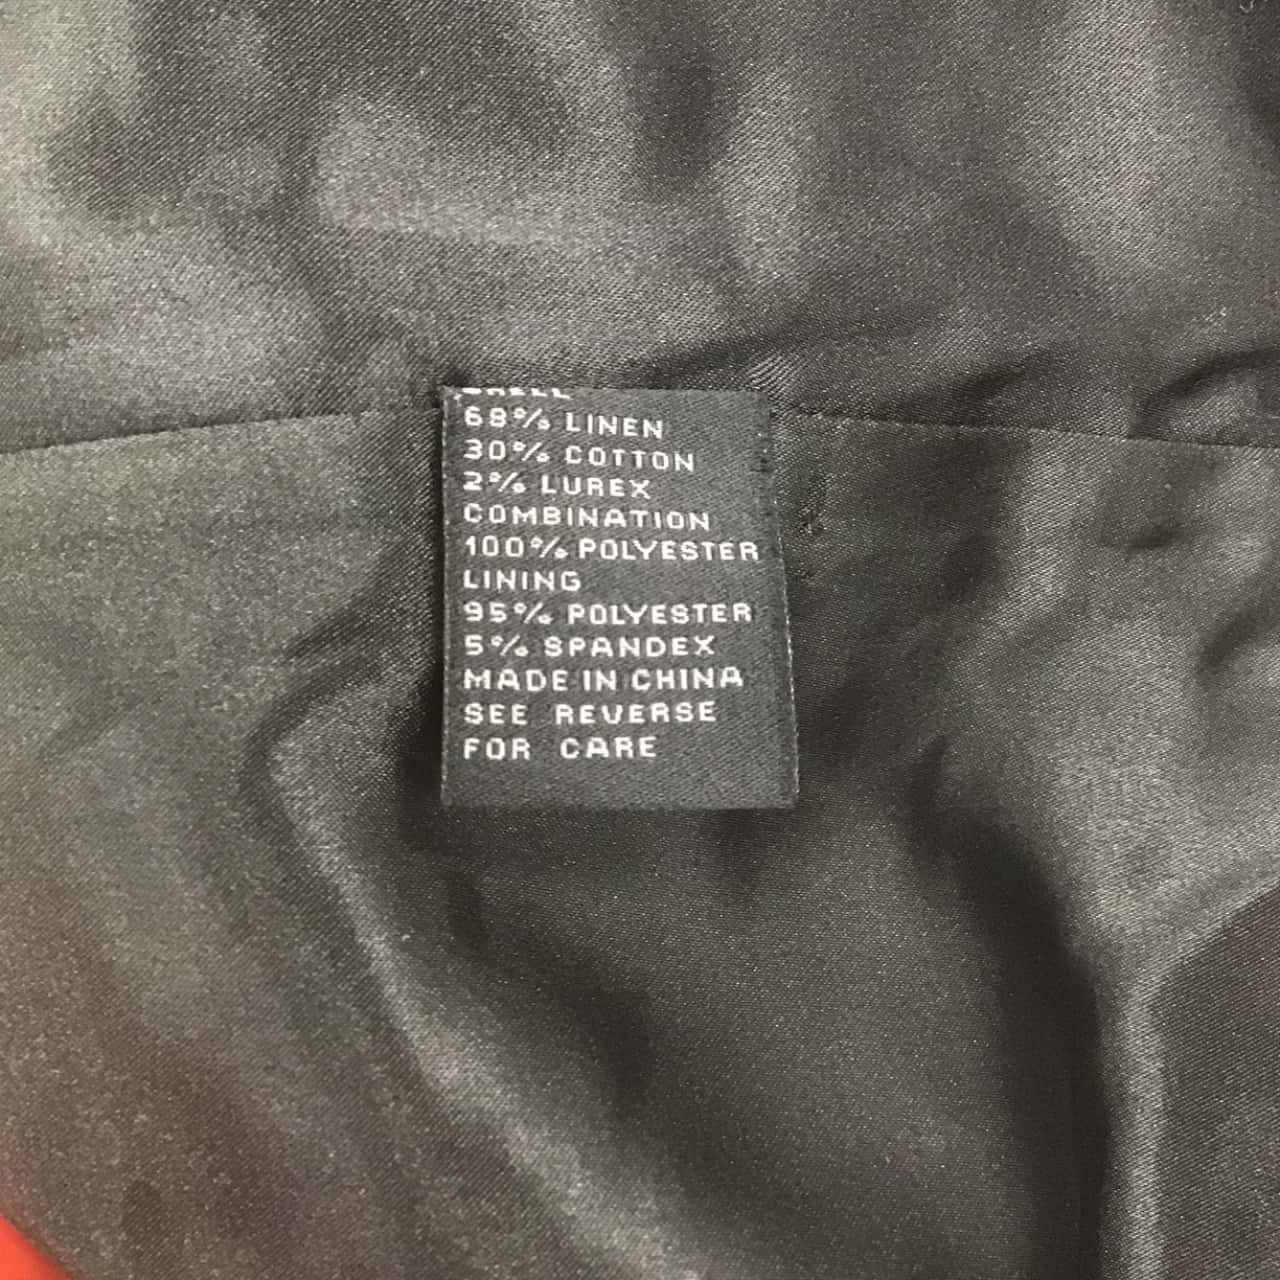 SHELL
68% LINEN
30% COTTON
2% LUREX
COMBINATION
100% POLYESTER
LINING
95% POLYESTER
5% SPANDEX
MADE IN CHINA
SEE REVERSE
FOR CARE